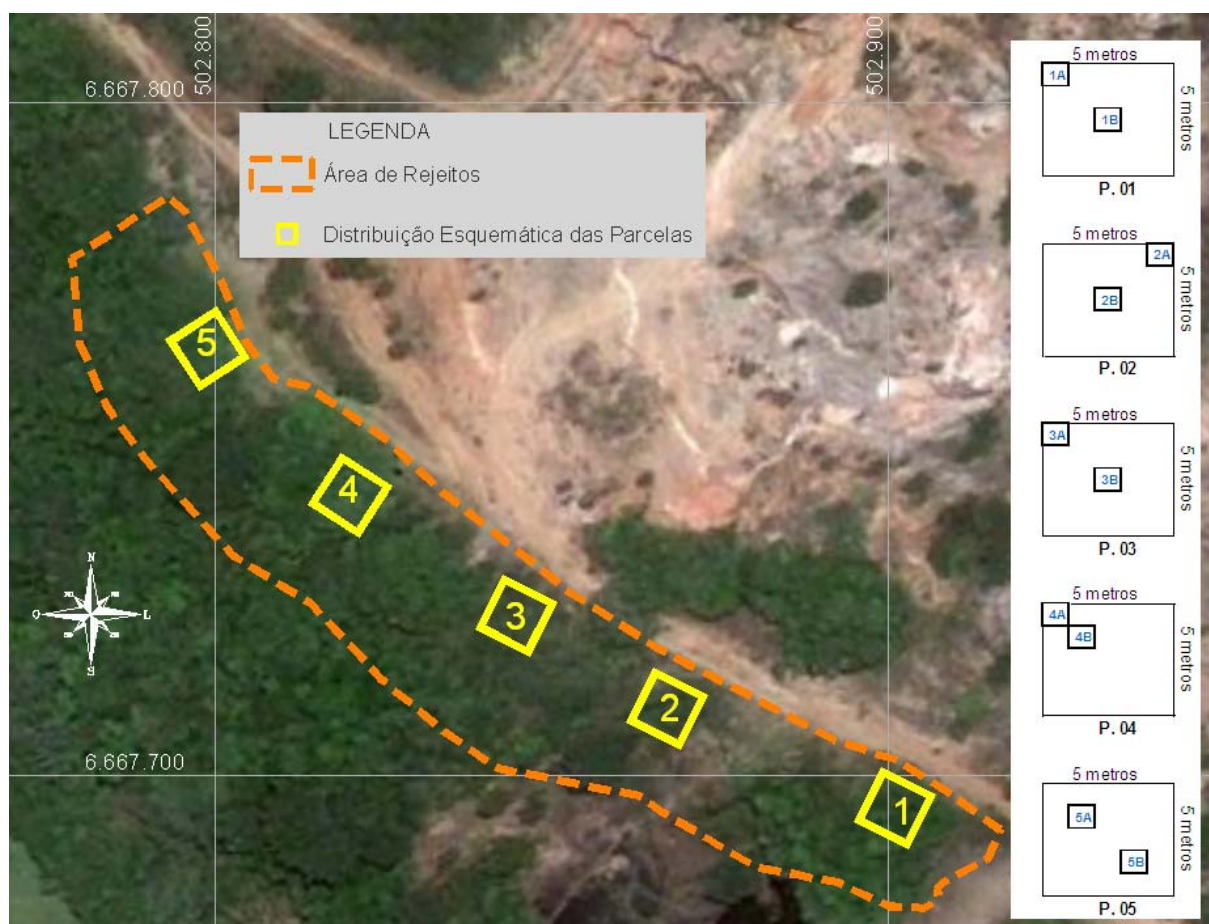 502.800
502.900
6.667.800
LEGENDA
Área de Rejeitos
Distribuição Esquemática das Parcelas
5
4
3
2
1
6.667.700
N
O
L
S
5 metros
1A
1B
5 metros
P. 01
5 metros
2A
2B
5 metros
P. 02
5 metros
3A
3B
5 metros
P. 03
5 metros
4A
4B
5 metros
P. 04
5 metros
5A
5B
5 metros
P. 05